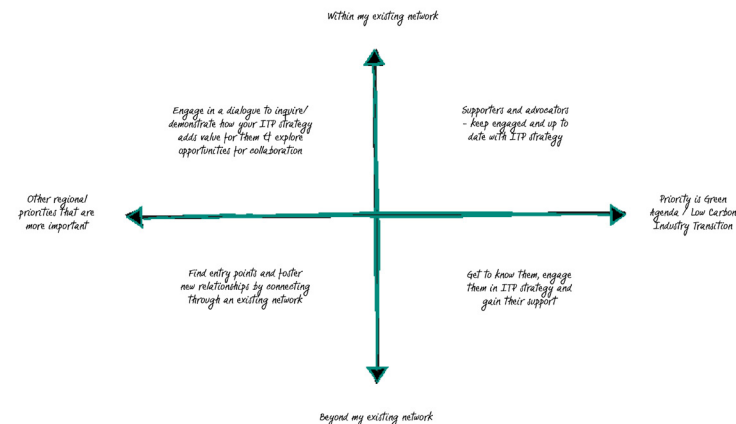 Within my existing network
Engage in a dialogue to inquire/
demonstrate how your ITP strategy
adds value for them & explore
opportunities for collaboration
Supporters and advocators
- keep engaged and up to
date with ITP strategy
Other regional
priorities that are
more important
Priority is Green
Agenda / Low Carbon
Industry Transition
Find entry points and foster
new relationships by connecting
through an existing network
Get to know them, engage
them in ITP strategy and
gain their support
Beyond my existing network